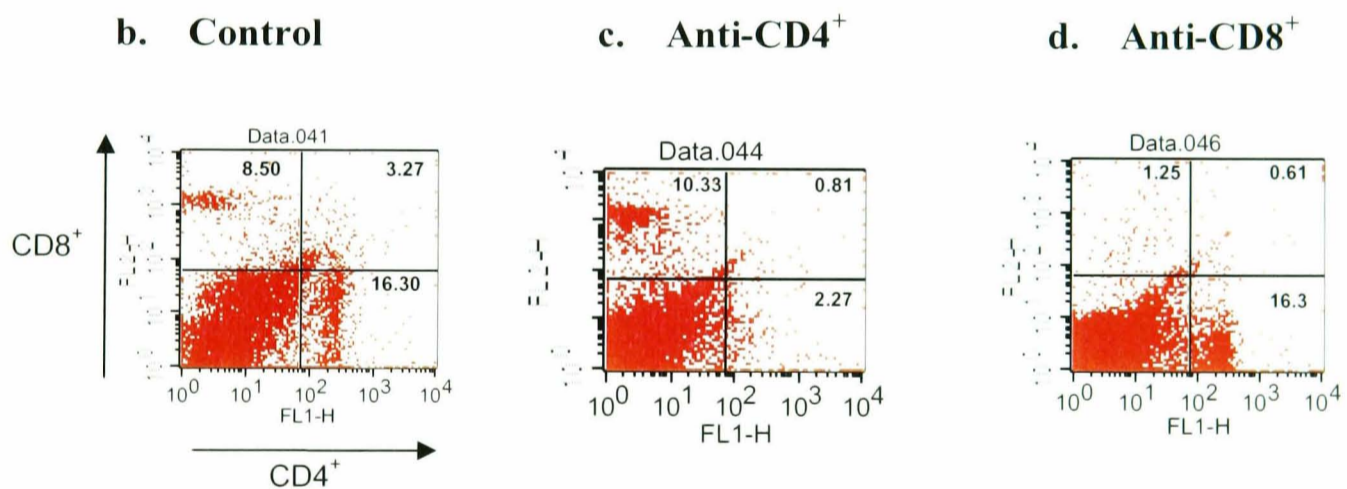 b. Control
c. Anti-CD4+
d. Anti-CD8+
Data.041
8.50
3.27
16.30
CD8+
10^0 10^1 10^2 10^3 10^4
FL1-H
CD4+
Data.044
10.33
0.81
2.27
10^0 10^1 10^2 10^3 10^4
FL1-H
Data.046
1.25
0.61
16.3
10^0 10^1 10^2 10^3 10^4
FL1-H